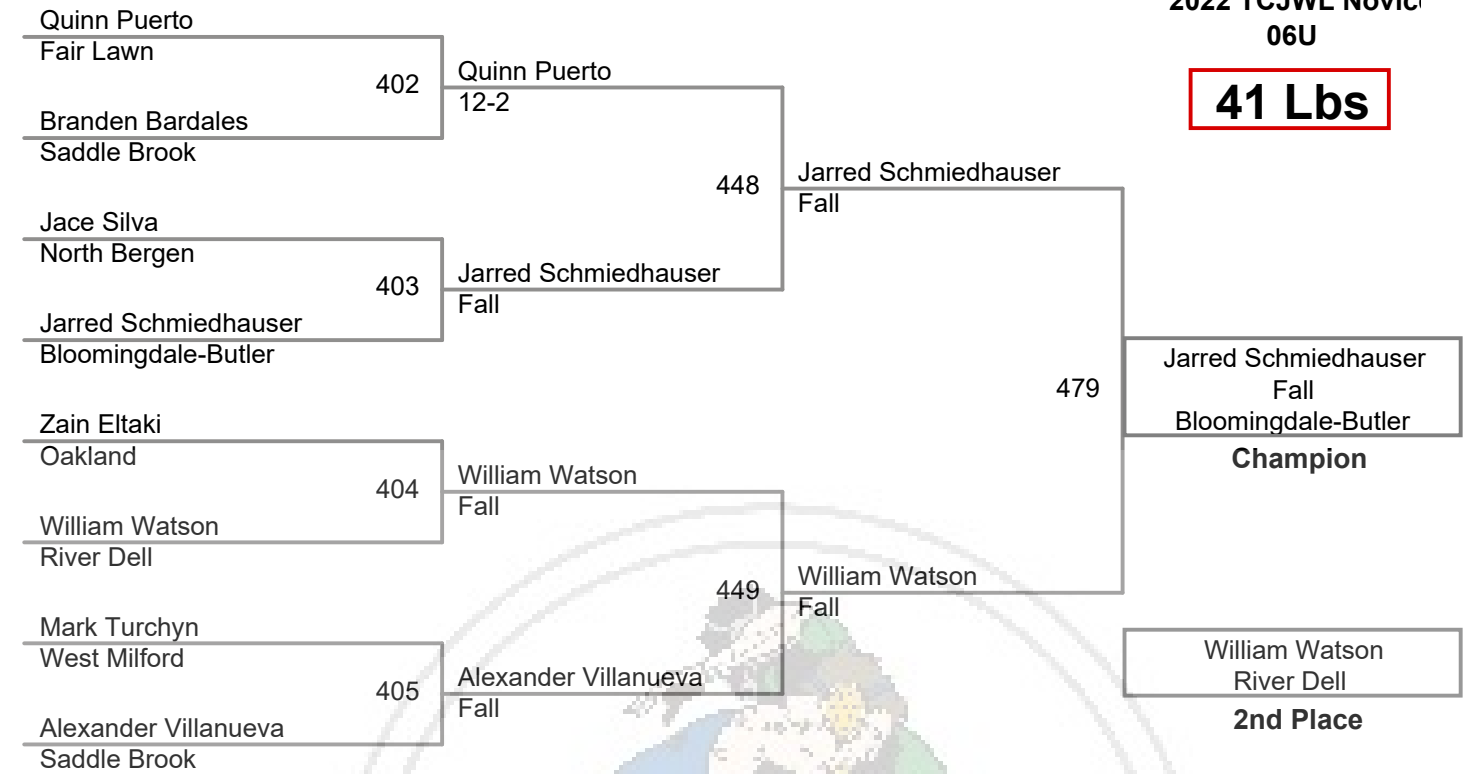 2022 TCJWL Novic
06U
41 Lbs
Quinn Puerto
Fair Lawn
402
Branden Bardales
Saddle Brook
Quinn Puerto
12-2
Jace Silva
North Bergen
403
Jarred Schmiedhauser
Bloomingdale-Butler
Jarred Schmiedhauser
Fall
448
Jarred Schmiedhauser
Fall
Zain Eltaki
Oakland
404
William Watson
River Dell
William Watson
Fall
Mark Turchyn
West Milford
405
Alexander Villanueva
Saddle Brook
Alexander Villanueva
Fall
449
William Watson
Fall
479
Jarred Schmiedhauser
Fall
Bloomingdale-Butler
Champion
William Watson
River Dell
2nd Place